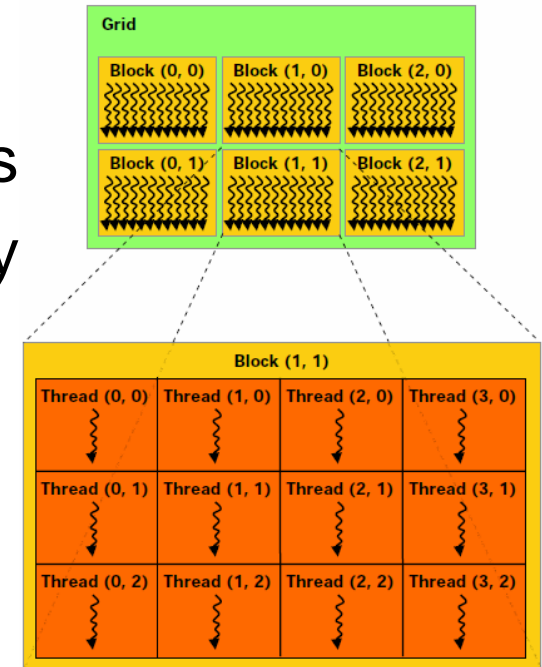 Grid
Block (0, 0) Block (1, 0) Block (2, 0)
s
Block (0, 1) Block (1, 1) Block (2, 1)
y
Block (1, 1)
Thread (0, 0) Thread (1, 0) Thread (2, 0) Thread (3, 0)
Thread (0, 1) Thread (1, 1) Thread (2, 1) Thread (3, 1)
Thread (0, 2) Thread (1, 2) Thread (2, 2) Thread (3, 2)